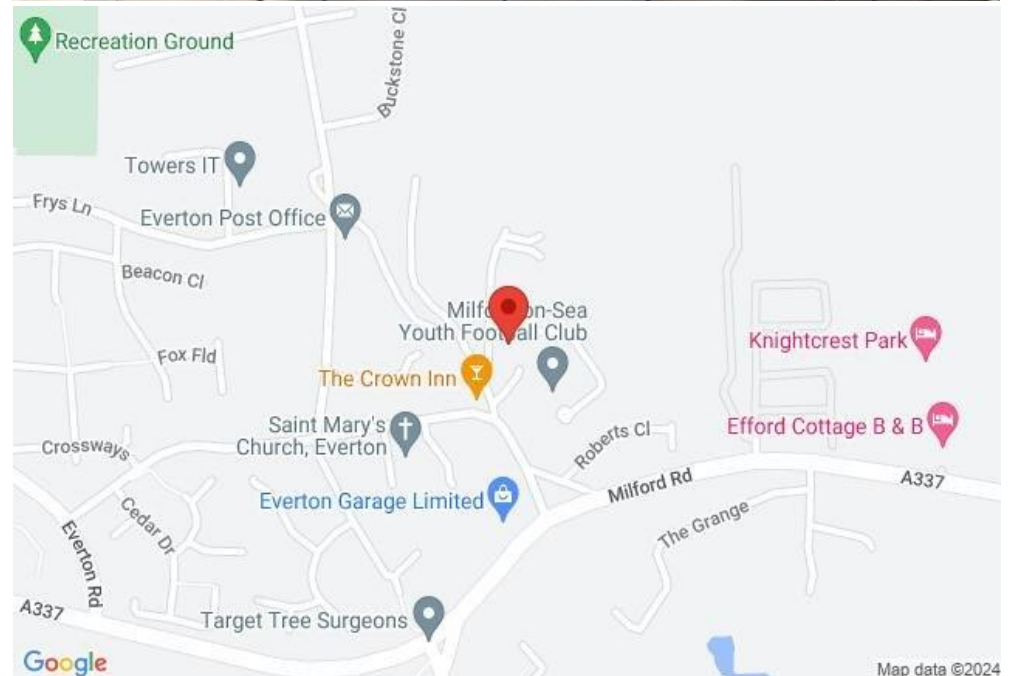 Recreation Ground
Buckstone Cl
Towers IT
Frys Ln
Everton Post Office
Beacon Cl
Milford-on-Sea
Youth Football Club
Knightcrest Park
Fox Fld
The Crown Inn
Saint Mary's
Church, Everton
Efford Cottage B & B
Roberts Cl
Crossways
Milford Rd
A337
Everton Garage Limited
The Grange
Cedar Dr
Everton Rd
A337
Target Tree Surgeons
Google
Map data ©2024